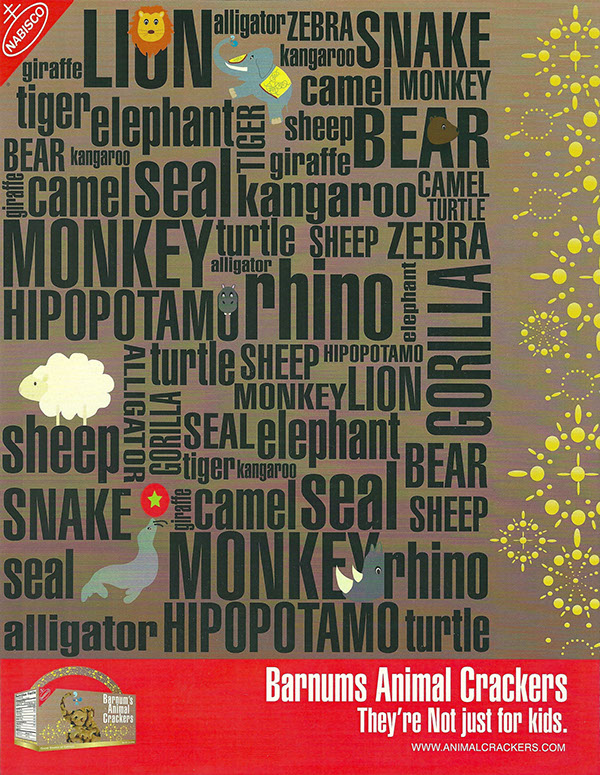 NABISCO
alligator ZEBRA
giraffe LION kangaroo SNAKE
camel MONKEY
tiger elephant TIGER sheep BEAR
BEAR kangaroo giraffe
giraffe camel seal kangaroo CAMEL
TURTLE
MONKEY turtle SHEEP ZEBRA
alligator
HIPOPOTAMO rhino elephant GORILLA
ALLIGATOR turtle SHEEP HIPOPOTAMO
MONKEY LION
sheep GORILLA SEAL elephant BEAR
tiger kangaroo
SNAKE giraffe camel seal SHEEP
seal MONKEY rhino
alligator HIPOPOTAMO turtle
Barnum's
Animal
Crackers
Barnums Animal Crackers
They're Not just for kids.
WWW.ANIMALCRACKERS.COM